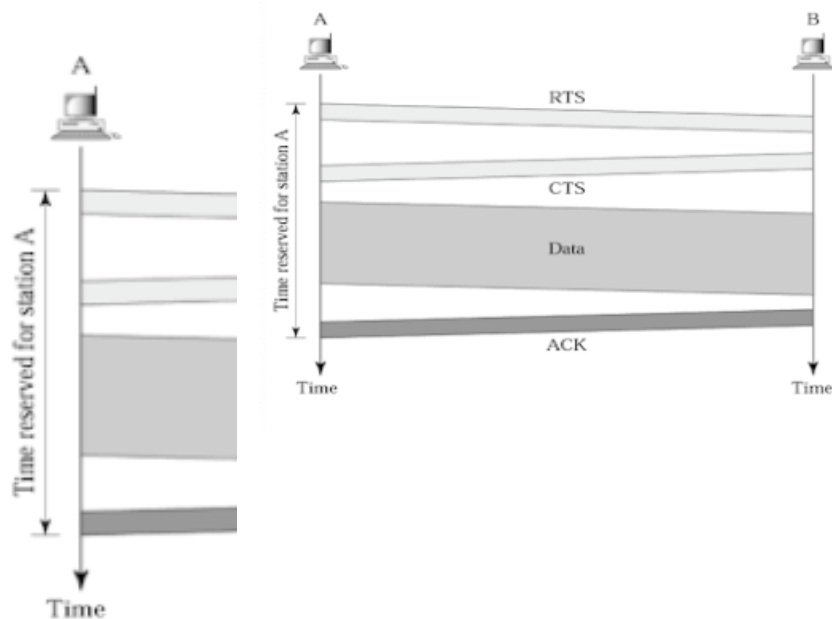 A
Time reserved for station A
Time
A
B
Time reserved for station A
RTS
CTS
Data
ACK
Time
Time